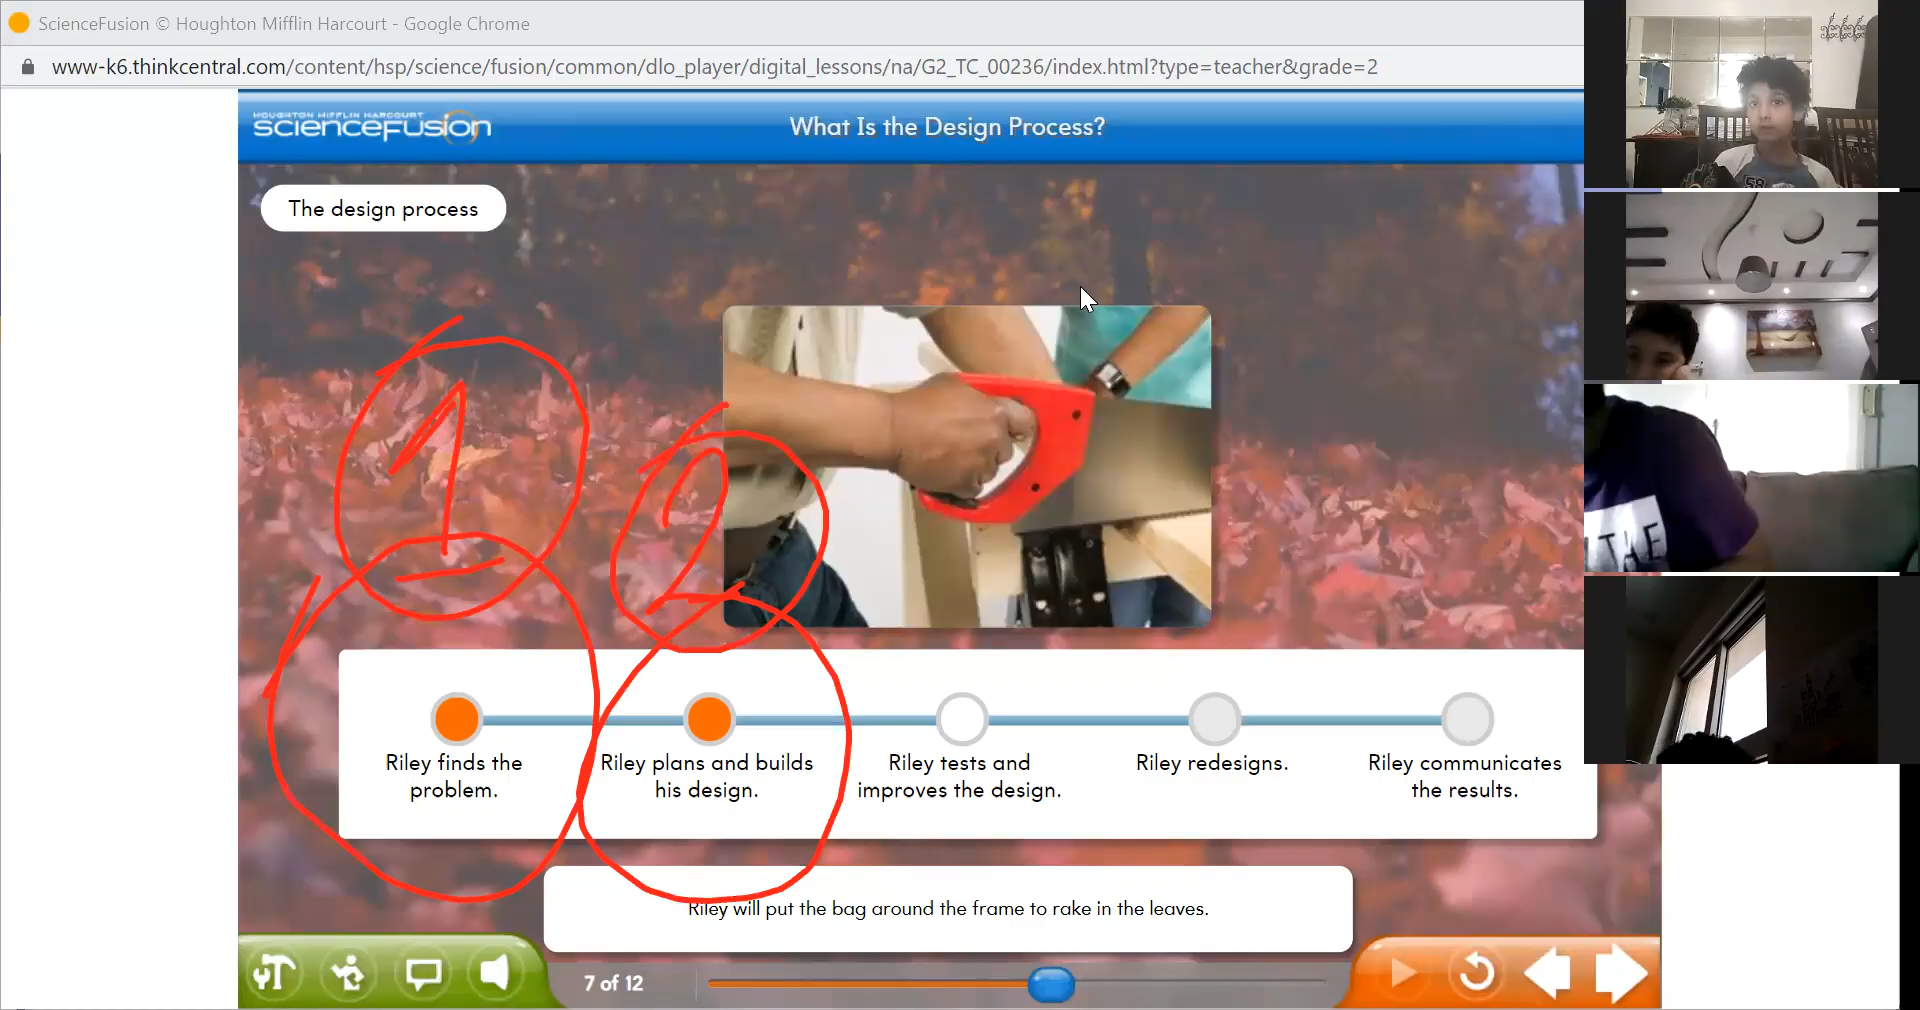 ScienceFusion © Houghton Mifflin Harcourt - Google Chrome
www-k6.thinkcentral.com/content/hsp/science/fusion/common/dlo_player/digital_lessons/na/G2_TC_00236/index.html?type=teacher&grade=2
HOUGHTON MIFFLIN HARCOURT
scienceFusion
What Is the Design Process?
The design process
1
2
Riley finds the
problem.
Riley plans and builds
his design.
Riley tests and
improves the design.
Riley redesigns.
Riley communicates
the results.
Riley will put the bag around the frame to rake in the leaves.
7 of 12
58